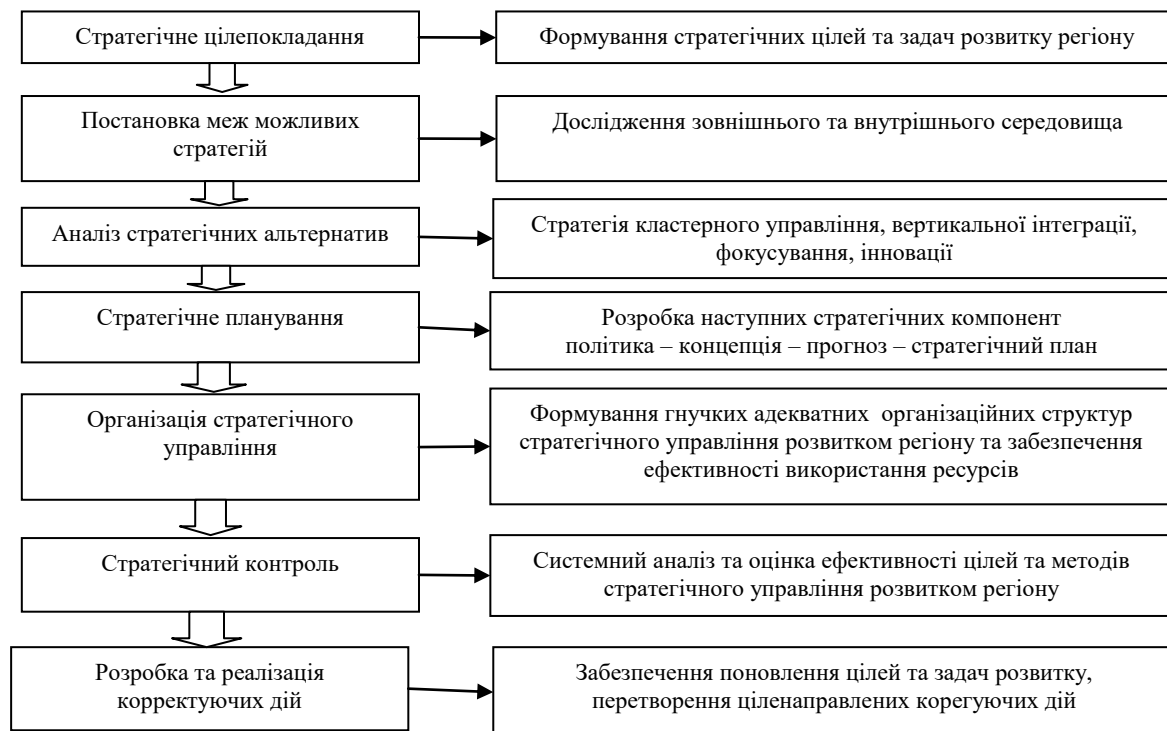 Стратегічне цілепокладання
Формування стратегічних цілей та задач розвитку регіону
Постановка меж можливих
стратегій
Дослідження зовнішнього та внутрішнього середовища
Аналіз стратегічних альтернатив
Стратегія кластерного управління, вертикальної інтеграції,
фокусування, інновації
Стратегічне планування
Розробка наступних стратегічних компонент
політика – концепція – прогноз – стратегічний план
Організація стратегічного
управління
Формування гнучких адекватних організаційних структур
стратегічного управління розвитком регіону та забезпечення
ефективності використання ресурсів
Стратегічний контроль
Системний аналіз та оцінка ефективності цілей та методів
стратегічного управління розвитком регіону
Розробка та реалізація
корректуючих дій
Забезпечення поновлення цілей та задач розвитку,
перетворення ціленаправлених корегуючих дій